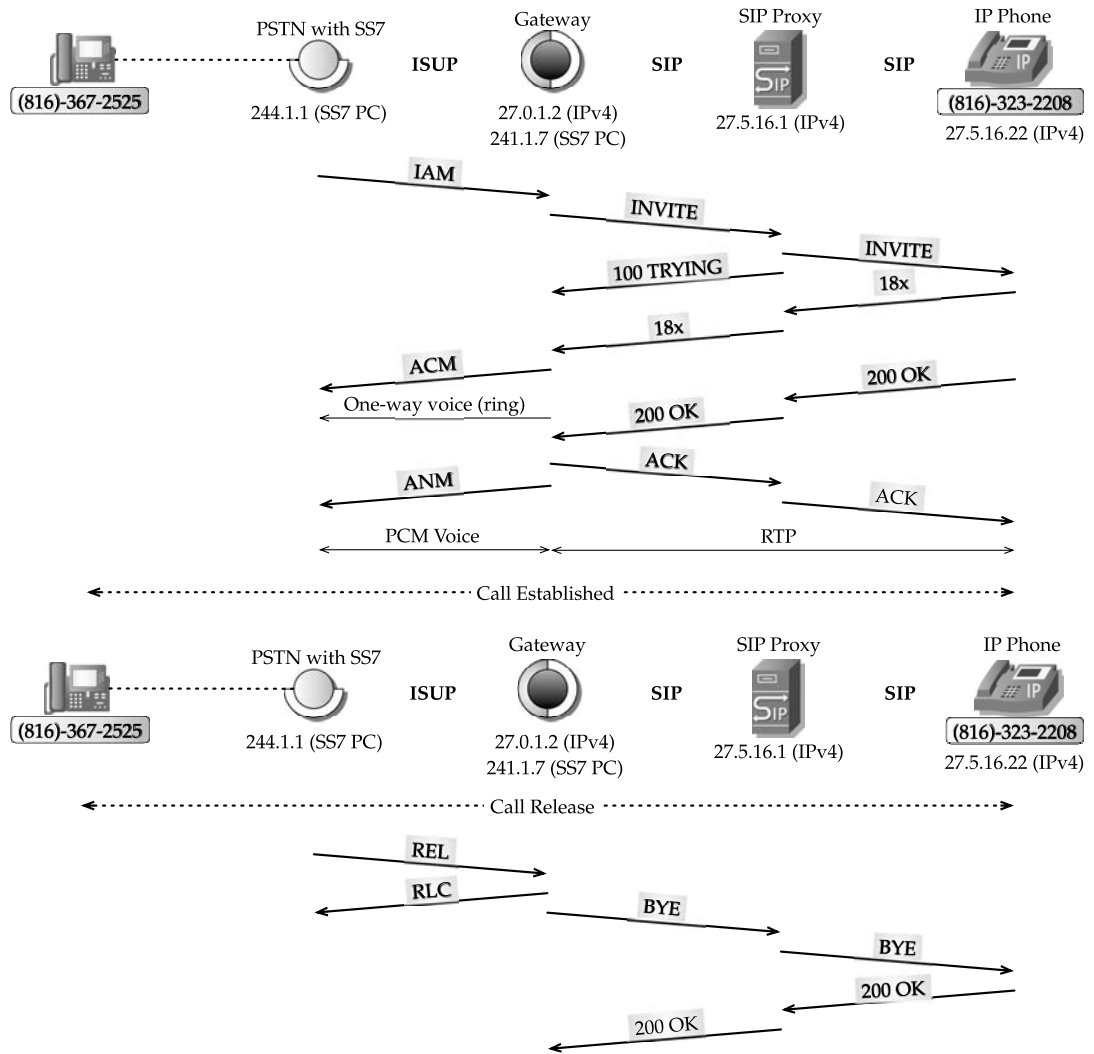 PSTN with SS7
Gateway
SIP Proxy
IP Phone
ISUP
SIP
SIP
SIP
IP
(816)-367-2525
244.1.1 (SS7 PC)
27.0.1.2 (IPv4)
241.1.7 (SS7 PC)
27.5.16.1 (IPv4)
(816)-323-2208
27.5.16.22 (IPv4)
IAM
INVITE
INVITE
100 TRYING
18x
18x
ACM
200 OK
One-way voice (ring)
200 OK
ACK
ANM
ACK
PCM Voice
RTP
Call Established
PSTN with SS7
Gateway
SIP Proxy
IP Phone
ISUP
SIP
SIP
SIP
IP
(816)-367-2525
244.1.1 (SS7 PC)
27.0.1.2 (IPv4)
241.1.7 (SS7 PC)
27.5.16.1 (IPv4)
(816)-323-2208
27.5.16.22 (IPv4)
Call Release
REL
RLC
BYE
BYE
200 OK
200 OK